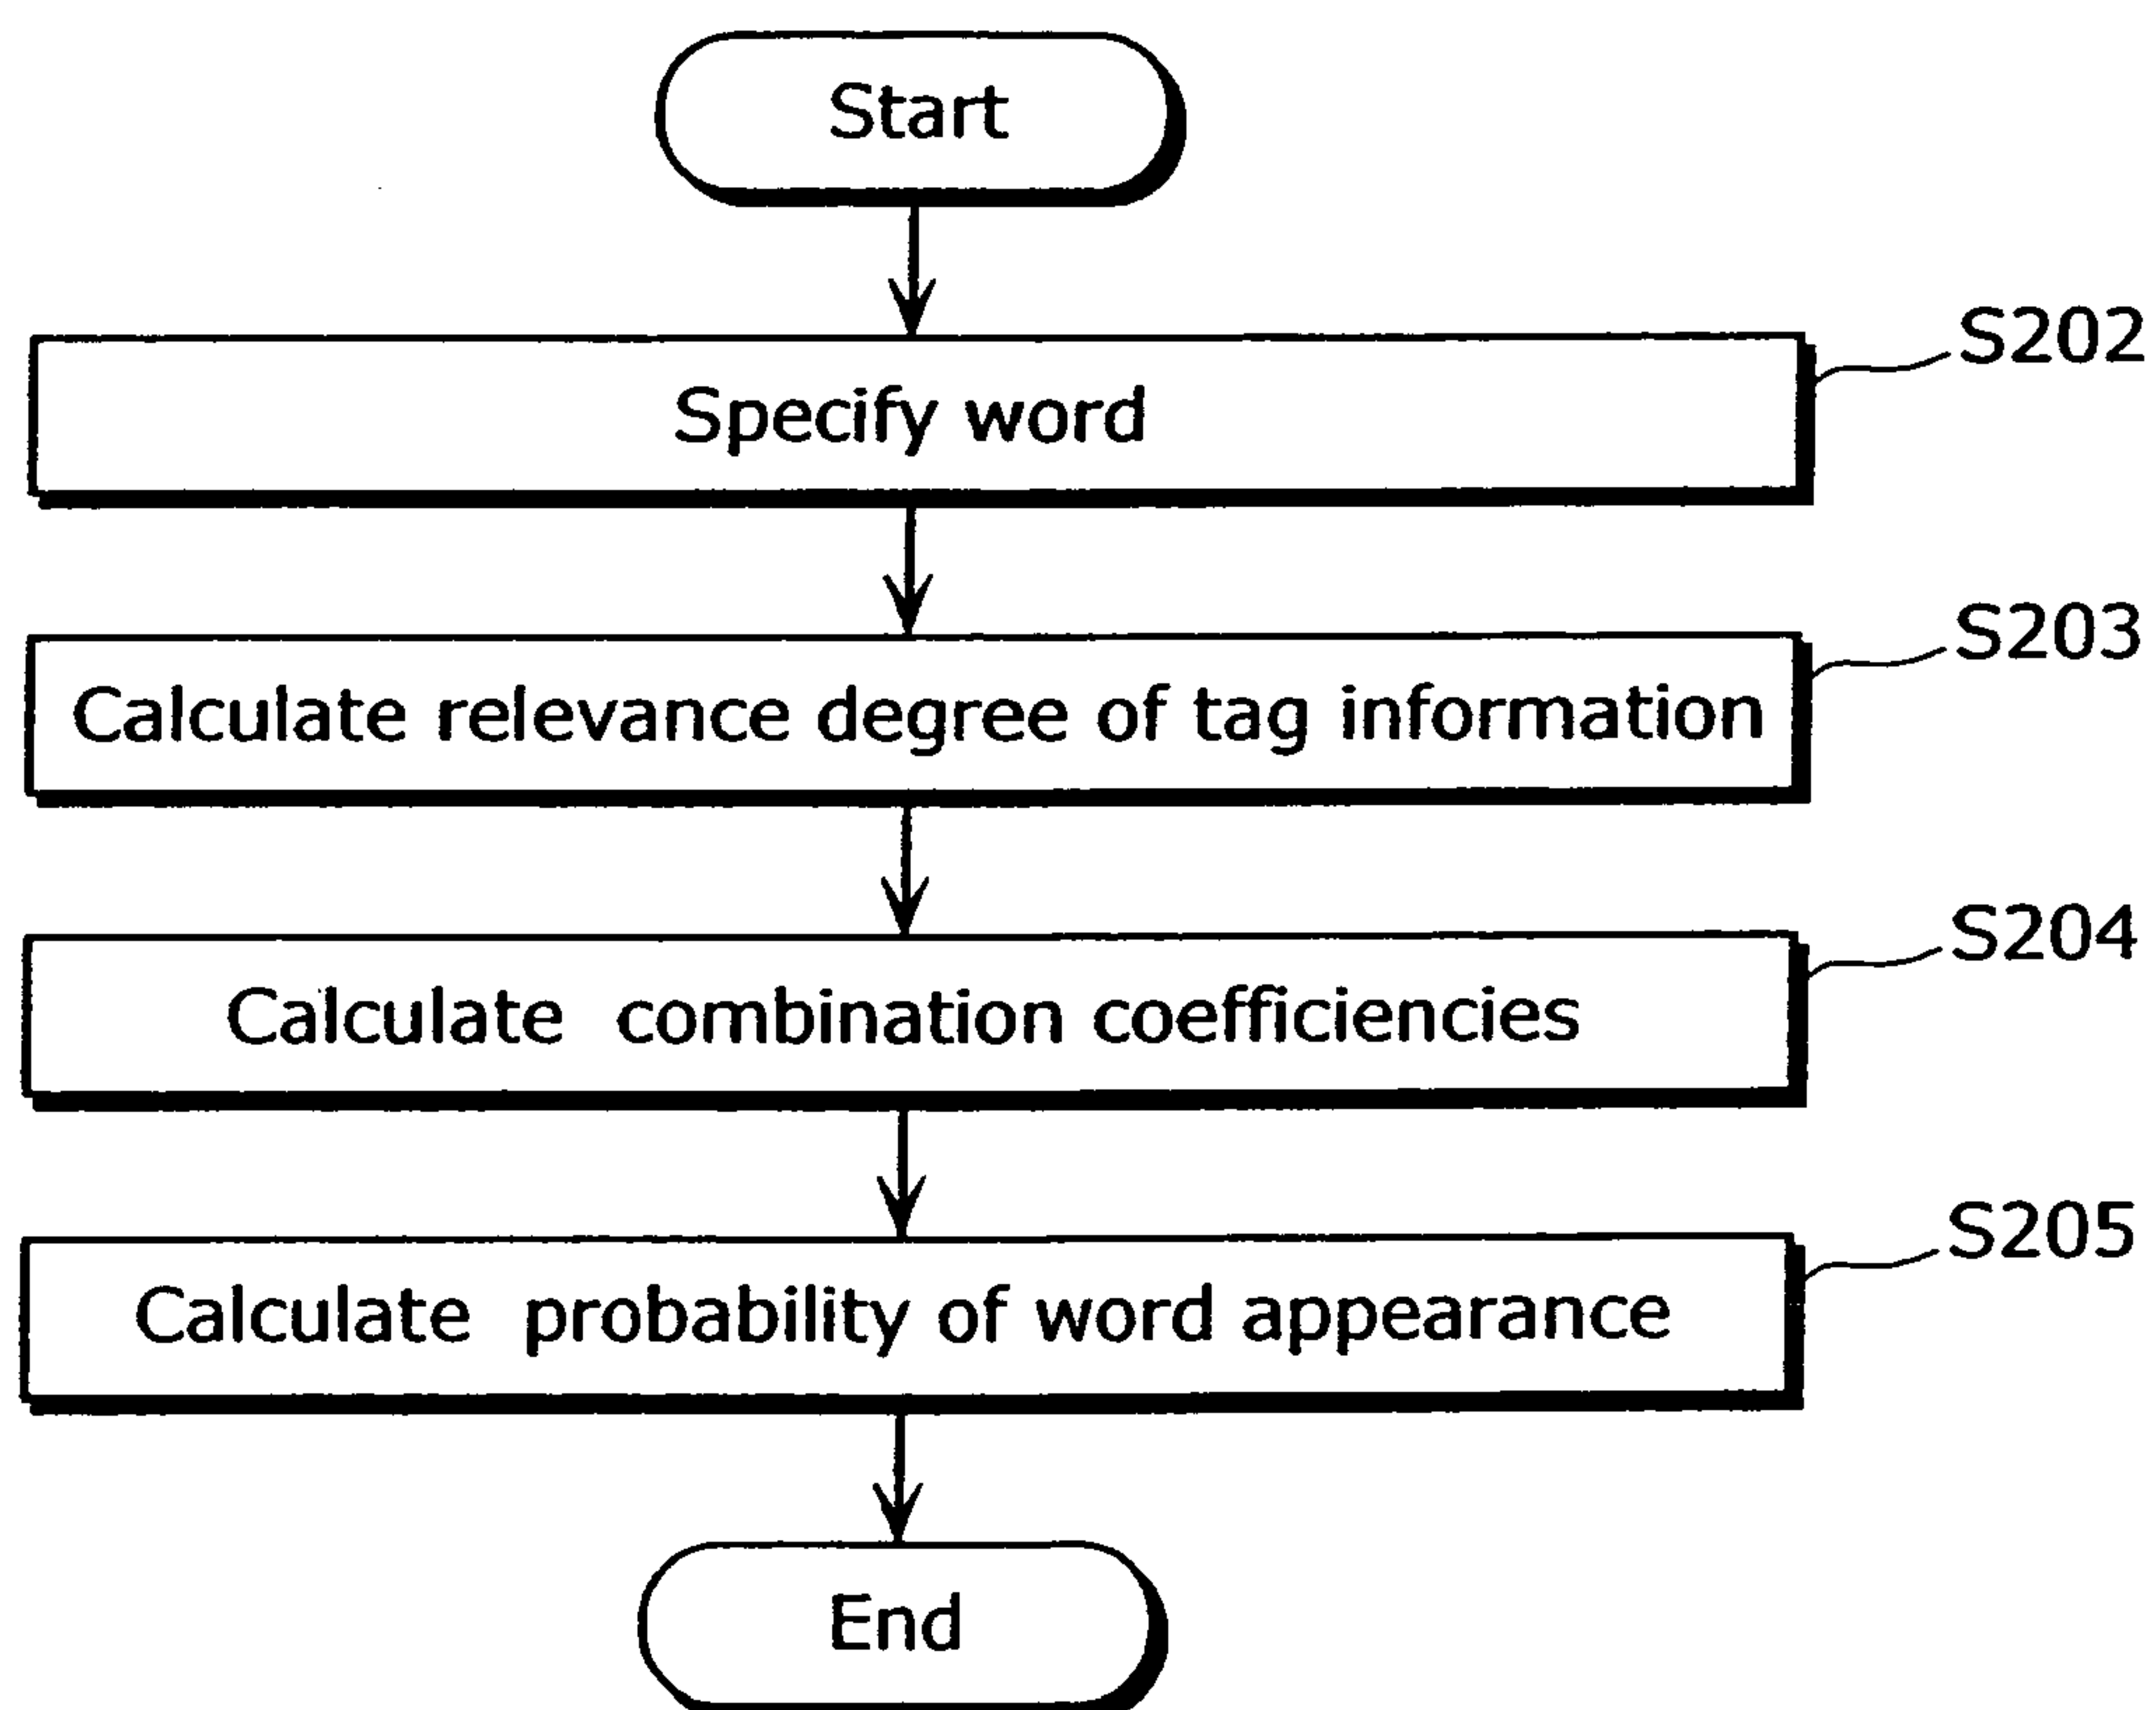 Start
S202
Specify word
S203
Calculate relevance degree of tag information
S204
Calculate combination coefficiencies
S205
Calculate probability of word appearance
End